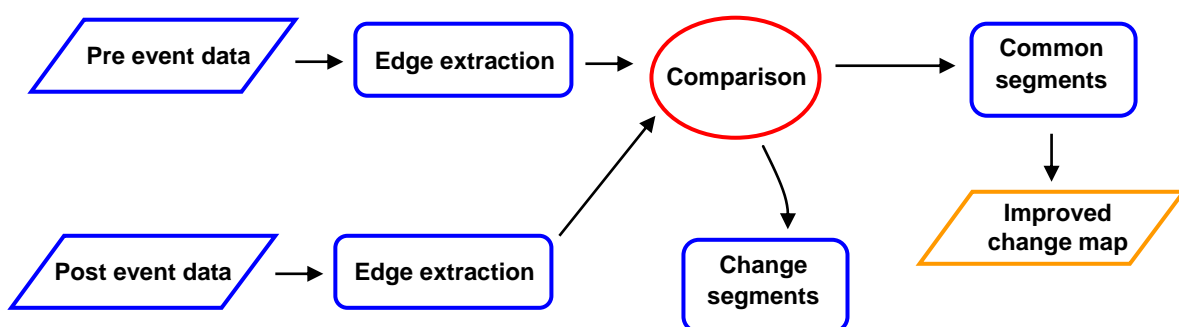 Pre event data
Edge extraction
Comparison
Common
segments
Improved
change map
Post event data
Edge extraction
Change
segments